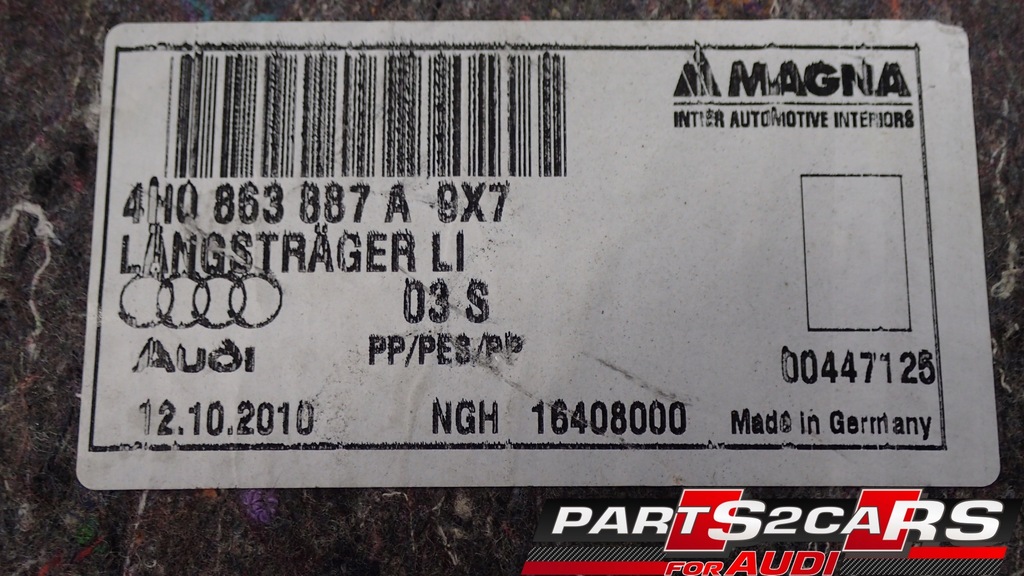 MAGNA
INTIER AUTOMOTIVE INTERIORS
4H0 863 887 A 9X7
LÄNGSTRÄGER LI
03 S
AUDI
PP/PES/PP
00447125
12.10.2010 NGH 16408000 Made in Germany
PARTS2CARS
FOR AUDI